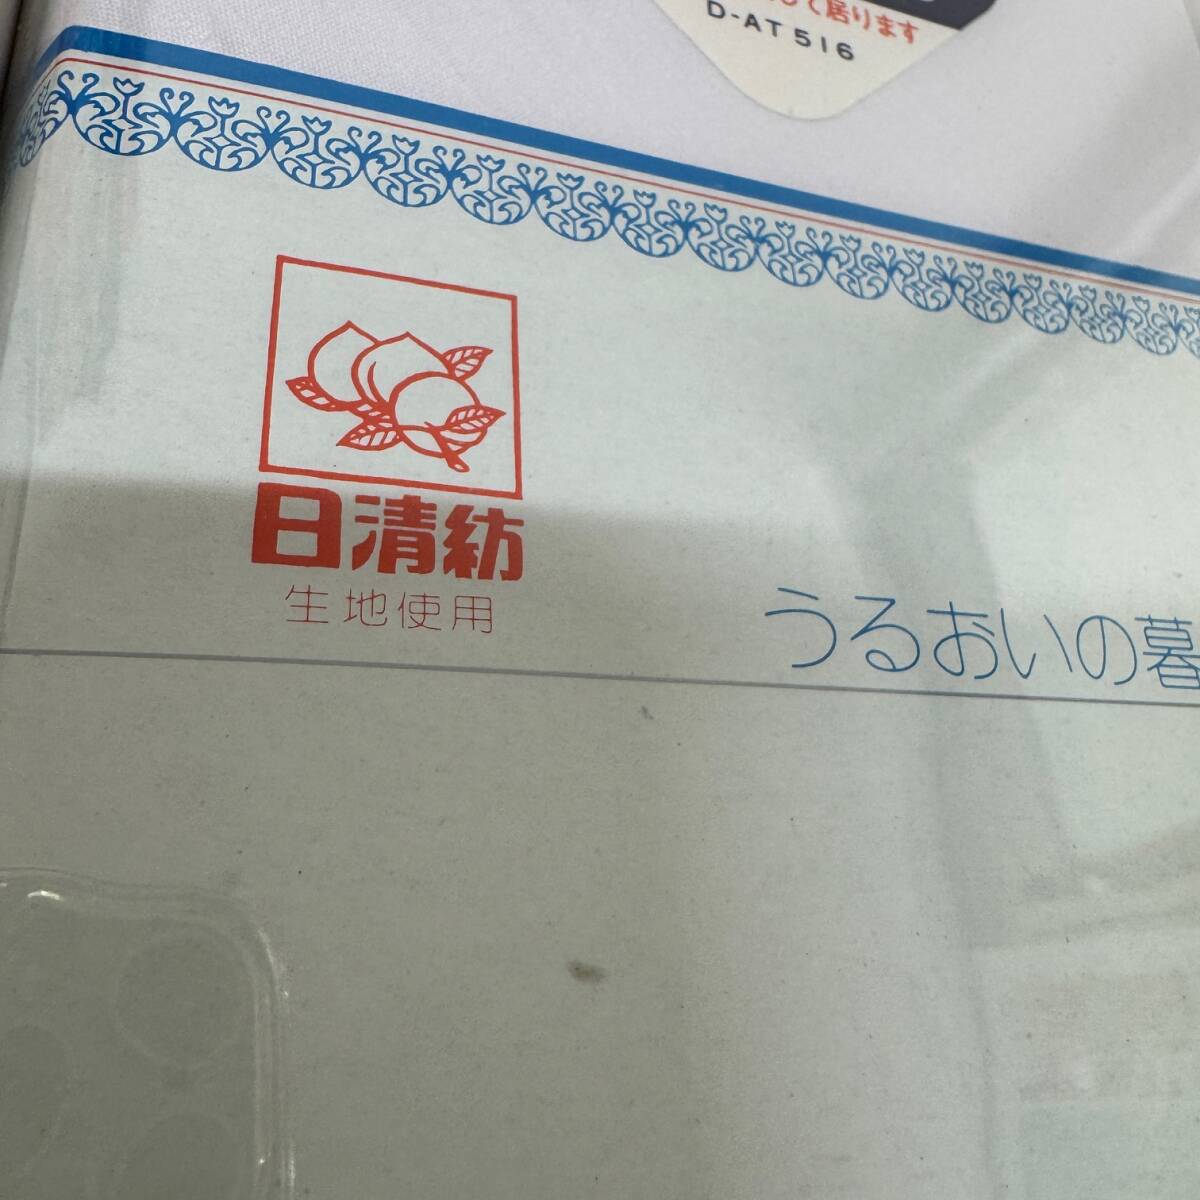 して居ります
D-AT516
日清紡
生地使用
うるおいの暮